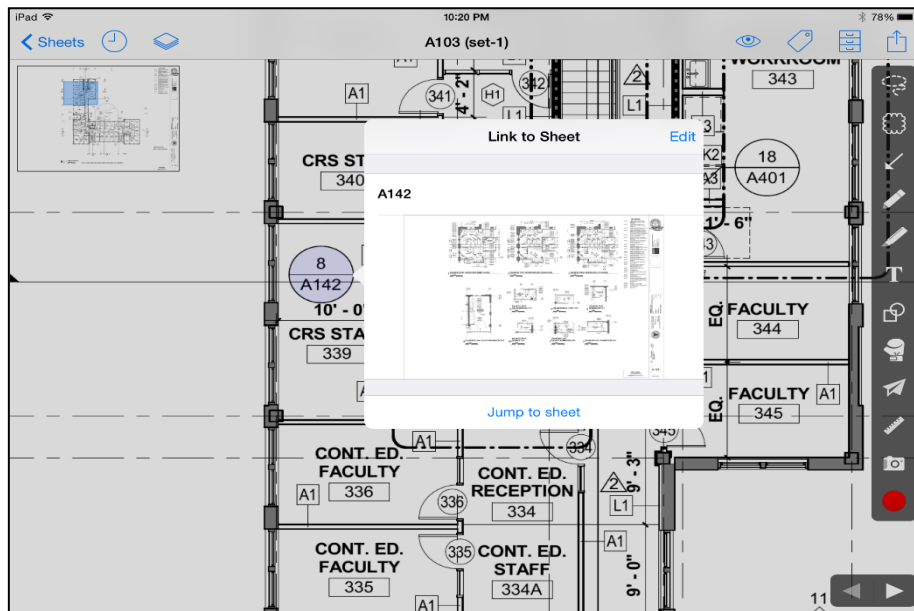 iPad
10:20 PM
78%
Sheets
A103 (set-1)
WORKROOM
343
2
342
A1
341
4' - 2"
H1
L1
L1
Link to Sheet
Edit
CRS ST
340
A142
K2
A3
18
A401
1' - 6"
8
A142
10' - 0"
CRS STA
339
EQ.
FACULTY
344
EQ.
FACULTY
345
A1
Jump to sheet
A1
334
345
CONT. ED.
FACULTY
336
A1
336
CONT. ED.
RECEPTION
334
2
9' - 3"
L1
T
CONT. ED.
FACULTY
335
335
CONT. ED.
STAFF
334A
A1
9' - 0"
A1
11